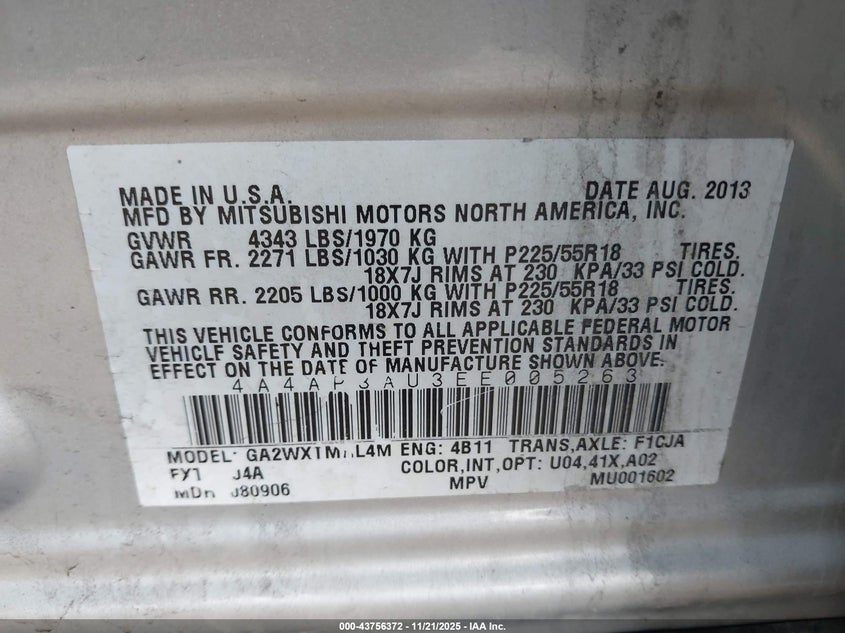 MADE IN U.S.A. DATE AUG. 2013
MFD BY MITSUBISHI MOTORS NORTH AMERICA, INC.
GVWR 4343 LBS/1970 KG
GAWR FR. 2271 LBS/1030 KG WITH P225/55R18 TIRES.
18X7J RIMS AT 230 KPA/33 PSI COLD.
GAWR RR. 2205 LBS/1000 KG WITH P225/55R18 TIRES.
18X7J RIMS AT 230 KPA/33 PSI COLD.
THIS VEHICLE CONFORMS TO ALL APPLICABLE FEDERAL MOTOR
VEHICLE SAFETY AND THEFT PREVENTION STANDARDS IN
EFFECT ON THE DATE OF MANUFACTURE SHOWN ABOVE.
4A4AP3AU3EE005263
MODEL: ENG: 4B11 TRANS,AXLE: F1CJA
J4A COLOR,INT,OPT: U04,41X,A02
J80906 MPV MU001602
000-43756372 - 11/21/2025 - IAA Inc.